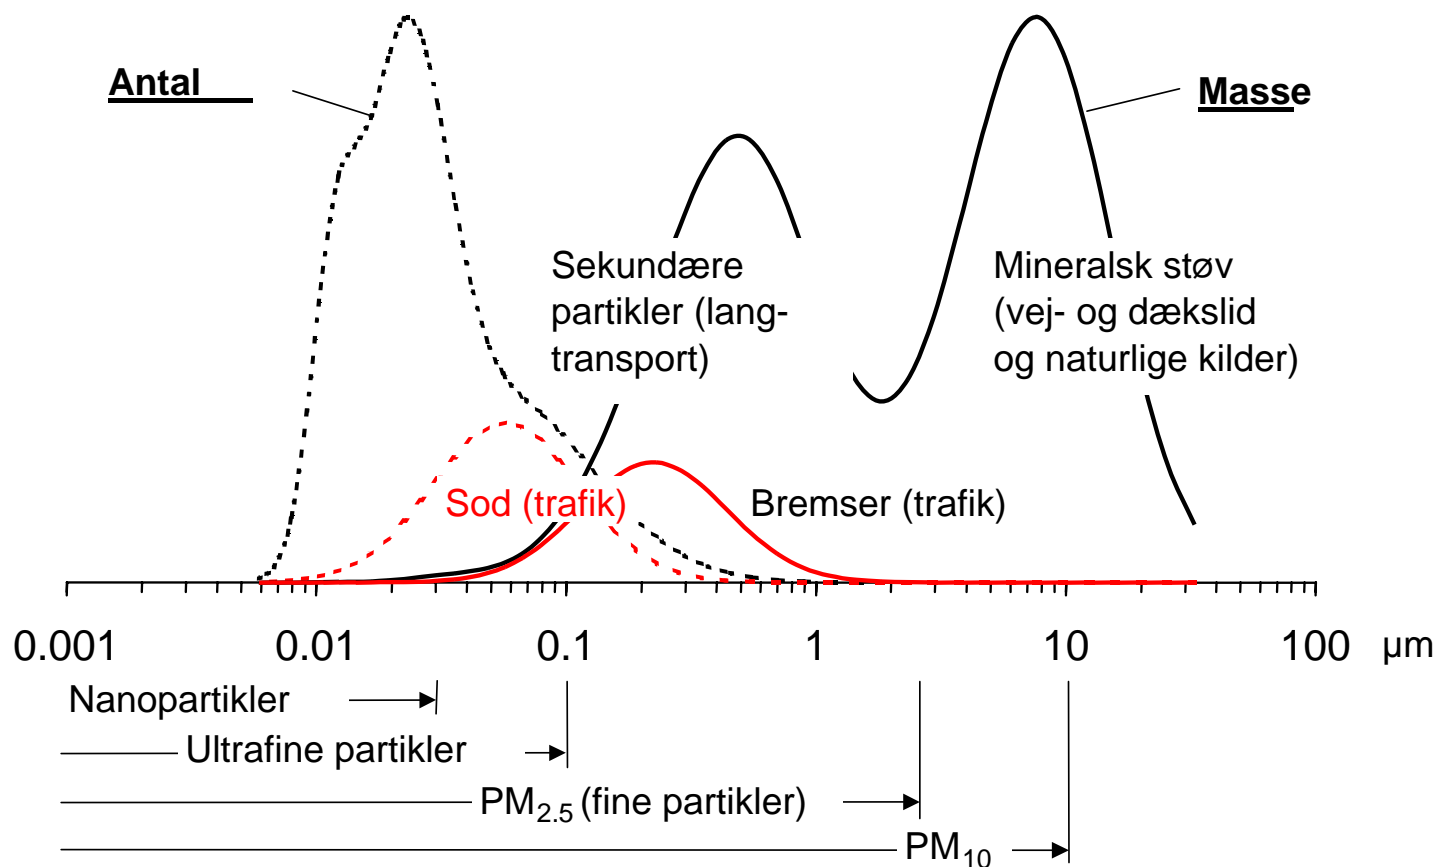 Antal
Masse
Sekundære
partikler (lang-
transport)
Mineralsk støv
(vej- og dækslid
og naturlige kilder)
Sod (trafik)
Bremser (trafik)
0.001 0.01 0.1 1 10 100 µm
Nanopartikler
Ultrafine partikler
PM2.5 (fine partikler)
PM10